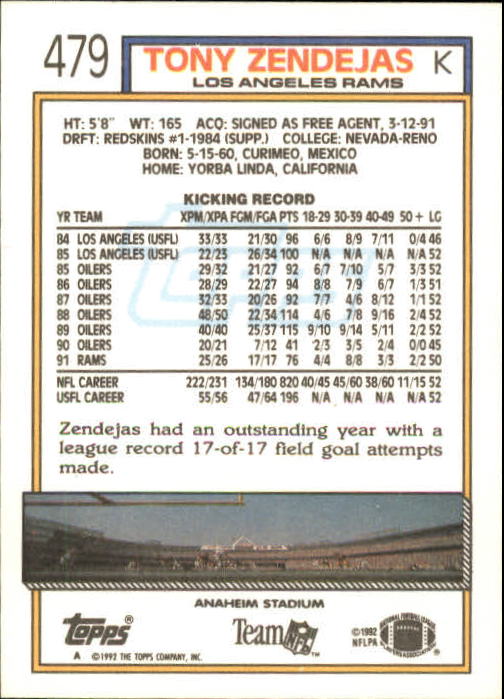 479
TONY ZENDEJAS K
LOS ANGELES RAMS
HT: 5'8" WT: 165 ACQ: SIGNED AS FREE AGENT, 3-12-91
DRFT: REDSKINS #1-1984 (SUPP.) COLLEGE: NEVADA-RENO
BORN: 5-15-60, CURIMEO, MEXICO
HOME: YORBA LINDA, CALIFORNIA
KICKING RECORD
YR TEAM XPM/XPA FGM/FGA PTS 18-29 30-39 40-49 50+ LG
84 LOS ANGELES (USFL) 33/33 21/30 96 6/6 8/9 7/11 0/4 46
85 LOS ANGELES (USFL) 22/23 26/34 100 N/A N/A N/A N/A 52
85 OILERS 29/32 21/27 92 6/7 7/10 5/7 3/3 52
86 OILERS 28/29 22/27 94 8/8 7/9 6/7 1/3 51
87 OILERS 32/33 20/26 92 7/7 4/6 8/12 1/1 52
88 OILERS 48/50 22/34 114 4/6 7/8 9/16 2/4 52
89 OILERS 40/40 25/37 115 9/10 9/14 5/11 2/2 52
90 OILERS 20/21 7/12 41 2/3 3/5 2/4 0/0 45
91 RAMS 25/26 17/17 76 4/4 8/8 3/3 2/2 50
NFL CAREER 222/231 134/180 820 40/45 45/60 38/60 11/15 52
USFL CAREER 55/56 47/64 196 N/A N/A N/A N/A 52
Zendejas had an outstanding year with a
league record 17-of-17 field goal attempts
made.
ANAHEIM STADIUM
Topps®
Team NFL™
©1992
NFLPA
A ©1992 THE TOPPS COMPANY, INC.